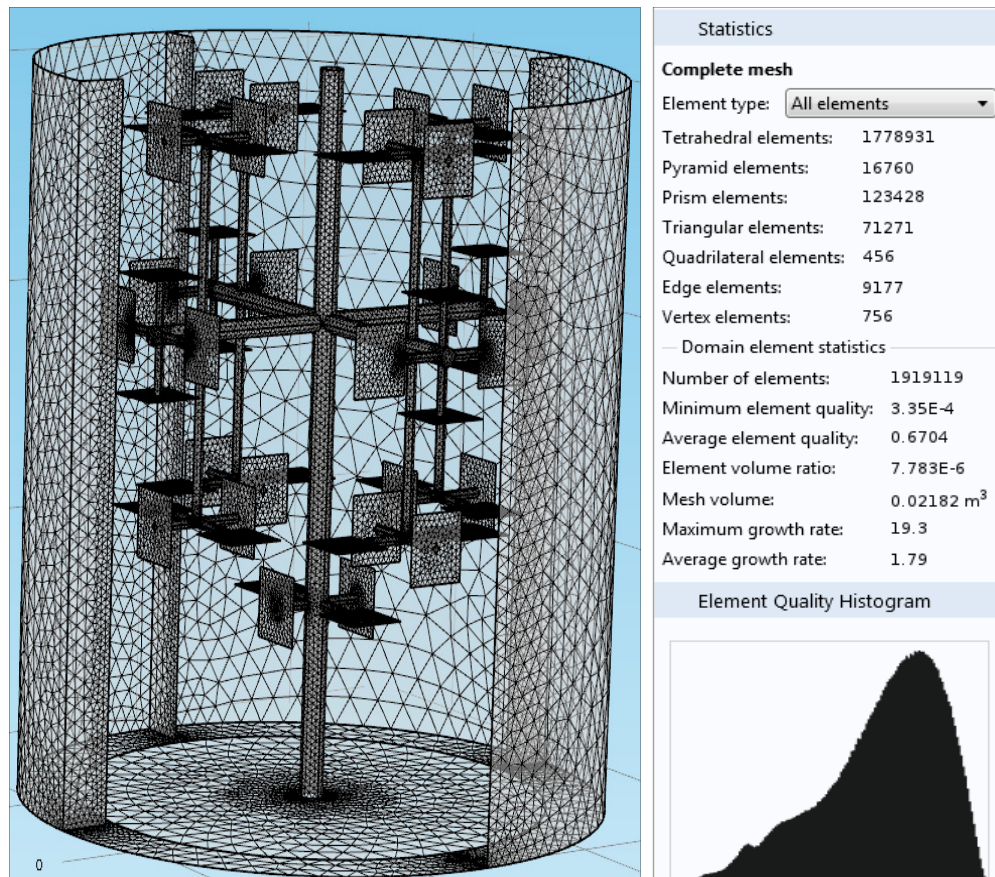 Statistics
Complete mesh
Element type: All elements
Tetrahedral elements: 1778931
Pyramid elements: 16760
Prism elements: 123428
Triangular elements: 71271
Quadrilateral elements: 456
Edge elements: 9177
Vertex elements: 756
Domain element statistics
Number of elements: 1919119
Minimum element quality: 3.35E-4
Average element quality: 0.6704
Element volume ratio: 7.783E-6
Mesh volume: 0.02182 m³
Maximum growth rate: 19.3
Average growth rate: 1.79
Element Quality Histogram
0